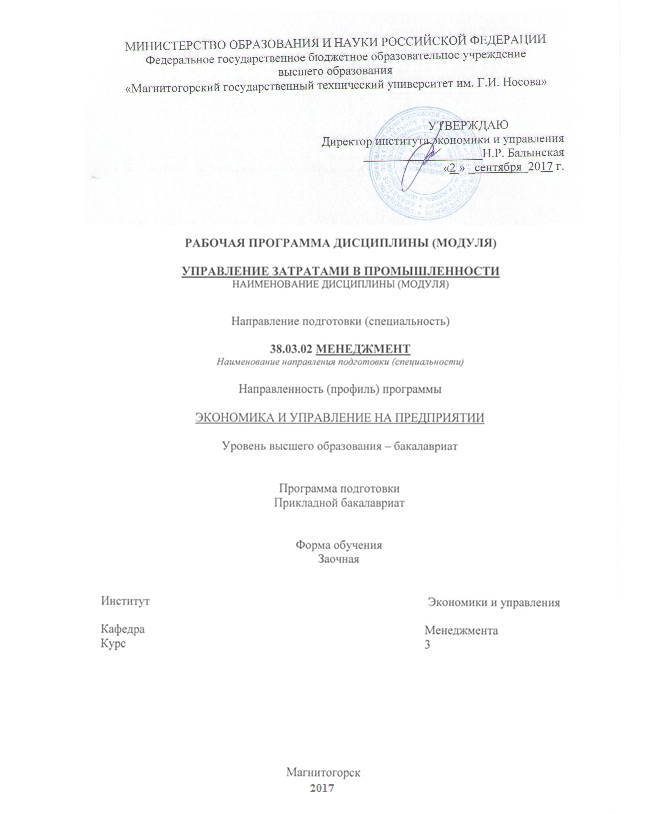 МИНИСТЕРСТВО ОБРАЗОВАНИЯ И НАУКИ РОССИЙСКОЙ ФЕДЕРАЦИИ
Федеральное государственное бюджетное образовательное учреждение
высшего образования
«Магнитогорский государственный технический университет им. Г.И. Носова»
УТВЕРЖДАЮ
Директор института экономики и управления
Н.Р. Балынская
«2» сентября 2017 г.
РАБОЧАЯ ПРОГРАММА ДИСЦИПЛИНЫ (МОДУЛЯ)
УПРАВЛЕНИЕ ЗАТРАТАМИ В ПРОМЫШЛЕННОСТИ
НАИМЕНОВАНИЕ ДИСЦИПЛИНЫ (МОДУЛЯ)
Направление подготовки (специальность)
38.03.02 МЕНЕДЖМЕНТ
Наименование направления подготовки (специальности)
Направленность (профиль) программы
ЭКОНОМИКА И УПРАВЛЕНИЕ НА ПРЕДПРИЯТИИ
Уровень высшего образования – бакалавриат
Программа подготовки
Прикладной бакалавриат
Форма обучения
Заочная
Институт Экономики и управления
Кафедра Менеджмента
Курс 3
Магнитогорск
2017